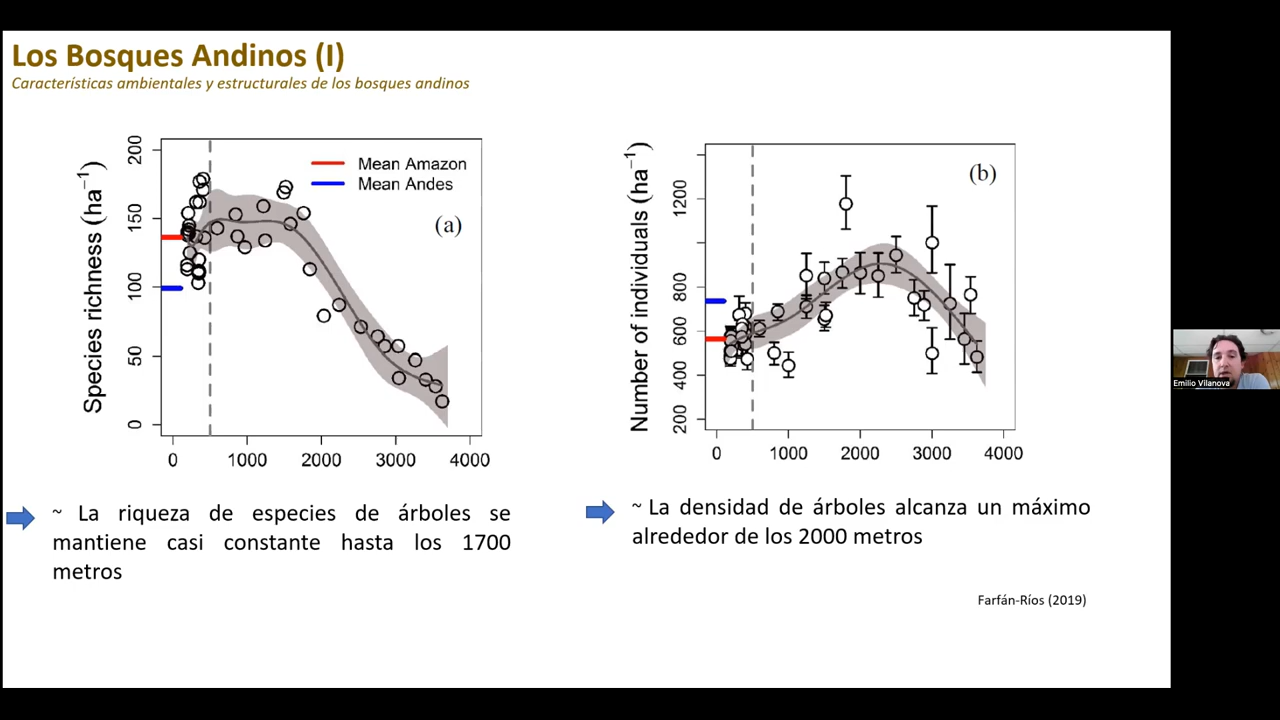 Los Bosques Andinos (I)
Características ambientales y estructurales de los bosques andinos
Species richness (ha⁻¹)
200
150
100
50
0
Mean Amazon
Mean Andes
(a)
0 1000 2000 3000 4000
Number of individuals (ha⁻¹)
1200
800
600
400
200
(b)
0 1000 2000 3000 4000
~ La riqueza de especies de árboles se
mantiene casi constante hasta los 1700
metros
~ La densidad de árboles alcanza un máximo
alrededor de los 2000 metros
Farfán-Ríos (2019)
Emilio Vilanova